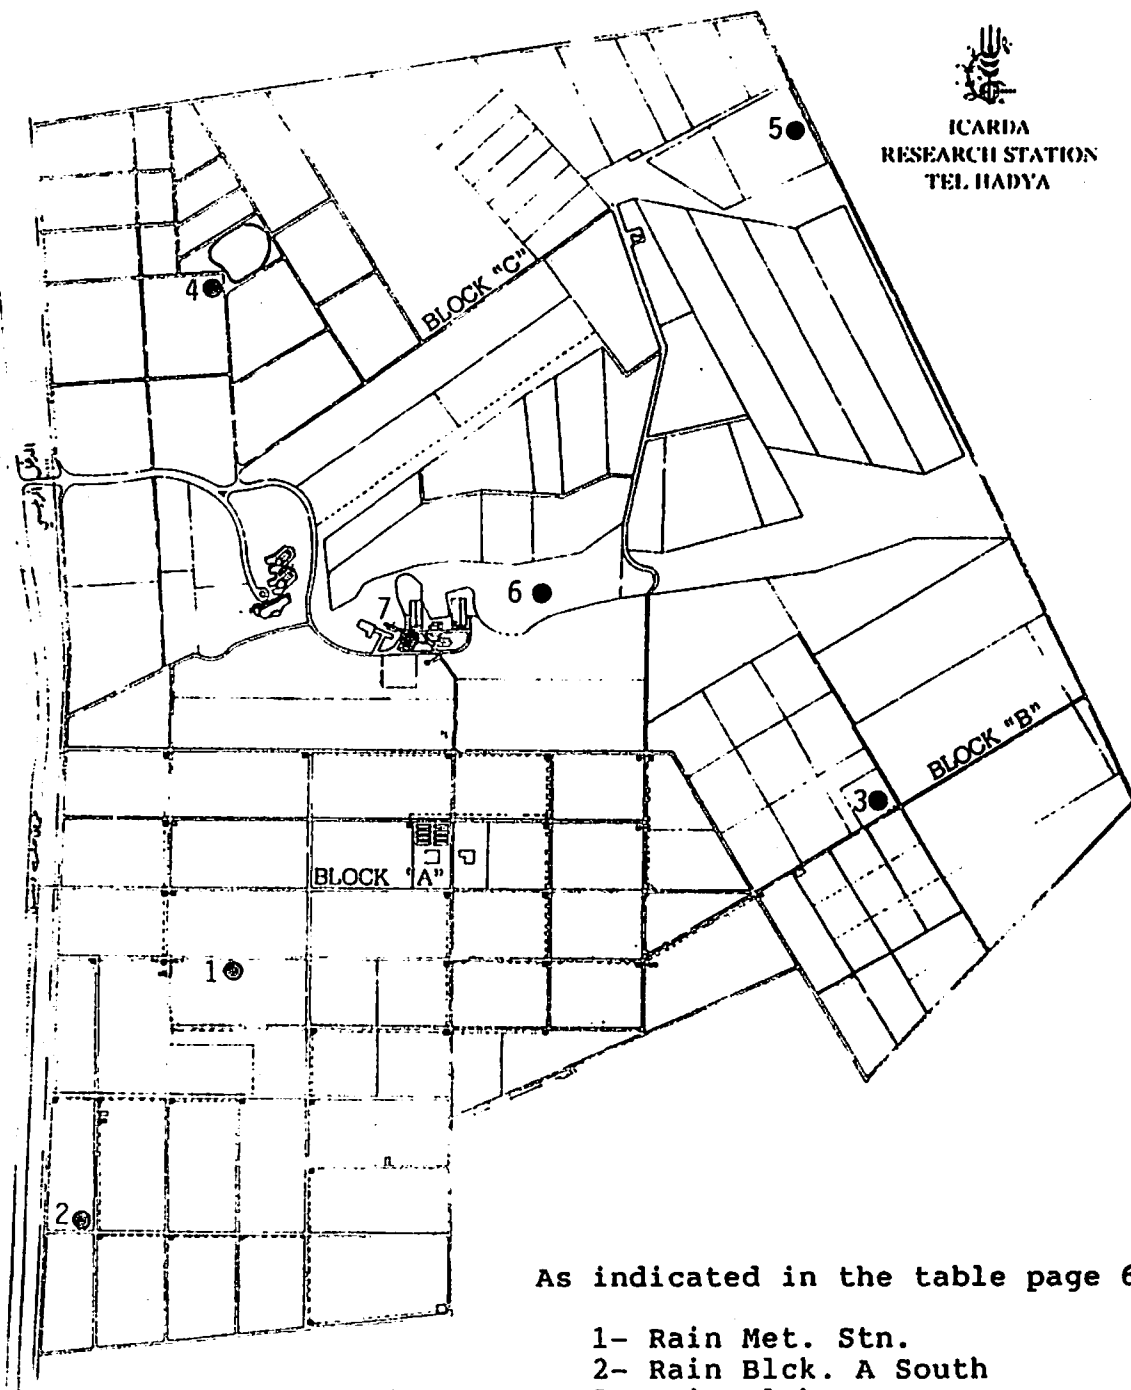 ICARDA
RESEARCH STATION
TEL HADYA
5
4
BLOCK "C"
6
7
BLOCK "B"
3
BLOCK "A"
1
2
As indicated in the table page 6
1- Rain Met. Stn.
2- Rain Blck. A South